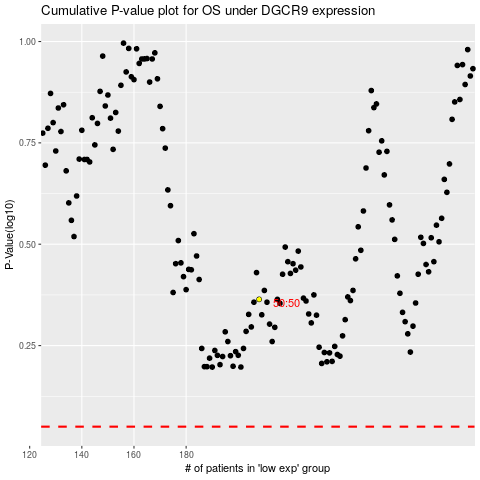 Cumulative P-value plot for OS under DGCR9 expression
P-Value(log10)
1.00
0.75
0.50
0.25
50:50
120 140 160 180
# of patients in 'low exp' group